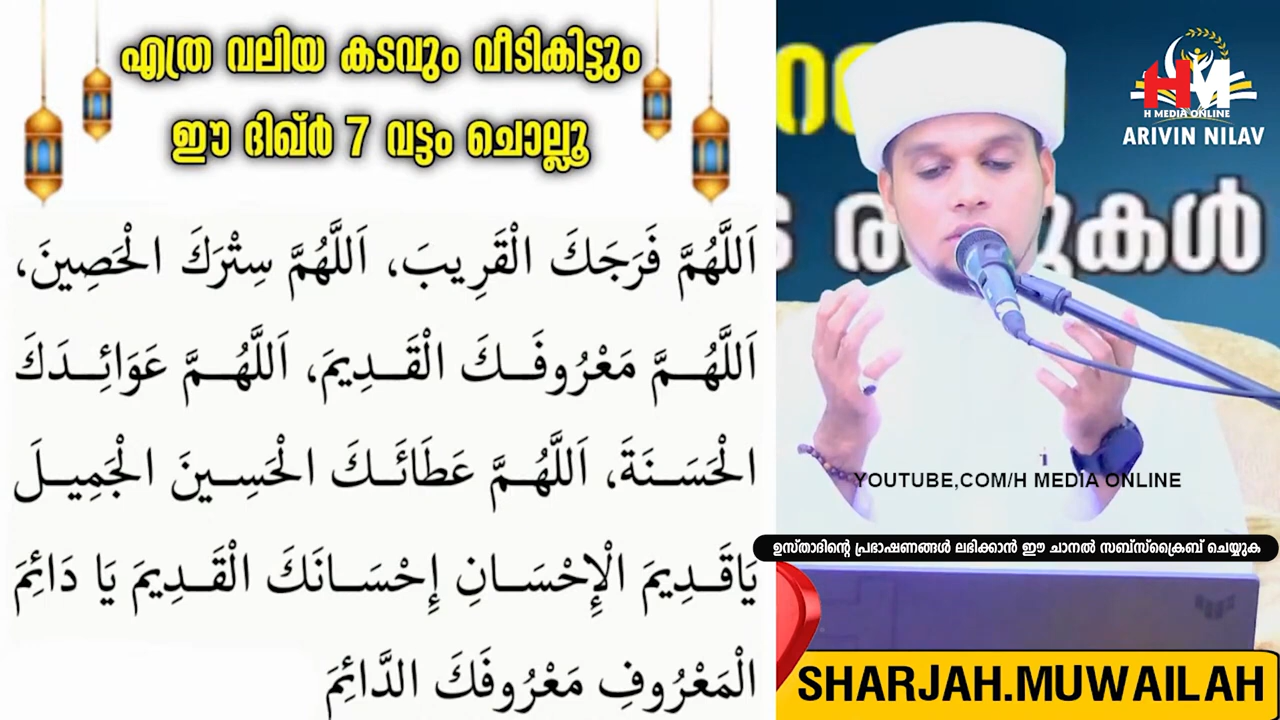 എത്ര വലിയ കടവും വീടികിട്ടും
ഈ ദിഖ്ർ 7 വട്ടം ചൊല്ലൂ
اَللَّهُمَّ فَرَجَكَ الْقَرِيبَ، اَللَّهُمَّ سِتْرَكَ الْحَصِينَ،
اَللَّهُمَّ مَعْرُوفَكَ الْقَدِيمَ، اَللَّهُمَّ عَوَائِدَكَ
الْحَسَنَةَ، اَللَّهُمَّ عَطَائَكَ الْحَسِينَ الْجَمِيلَ
يَاقَدِيمَ الْإِحْسَانِ إِحْسَانَكَ الْقَدِيمَ يَا دَائِمَ
الْمَعْرُوفِ مَعْرُوفَكَ الدَّائِمَ
HM
H MEDIA ONLINE
ARIVIN NILAV
YOUTUBE,COM/H MEDIA ONLINE
ഉസ്താദിന്റെ പ്രഭാഷണങ്ങൾ ലഭിക്കാൻ ഈ ചാനൽ സബ്സ്ക്രൈബ് ചെയ്യുക
SHARJAH.MUWAILAH